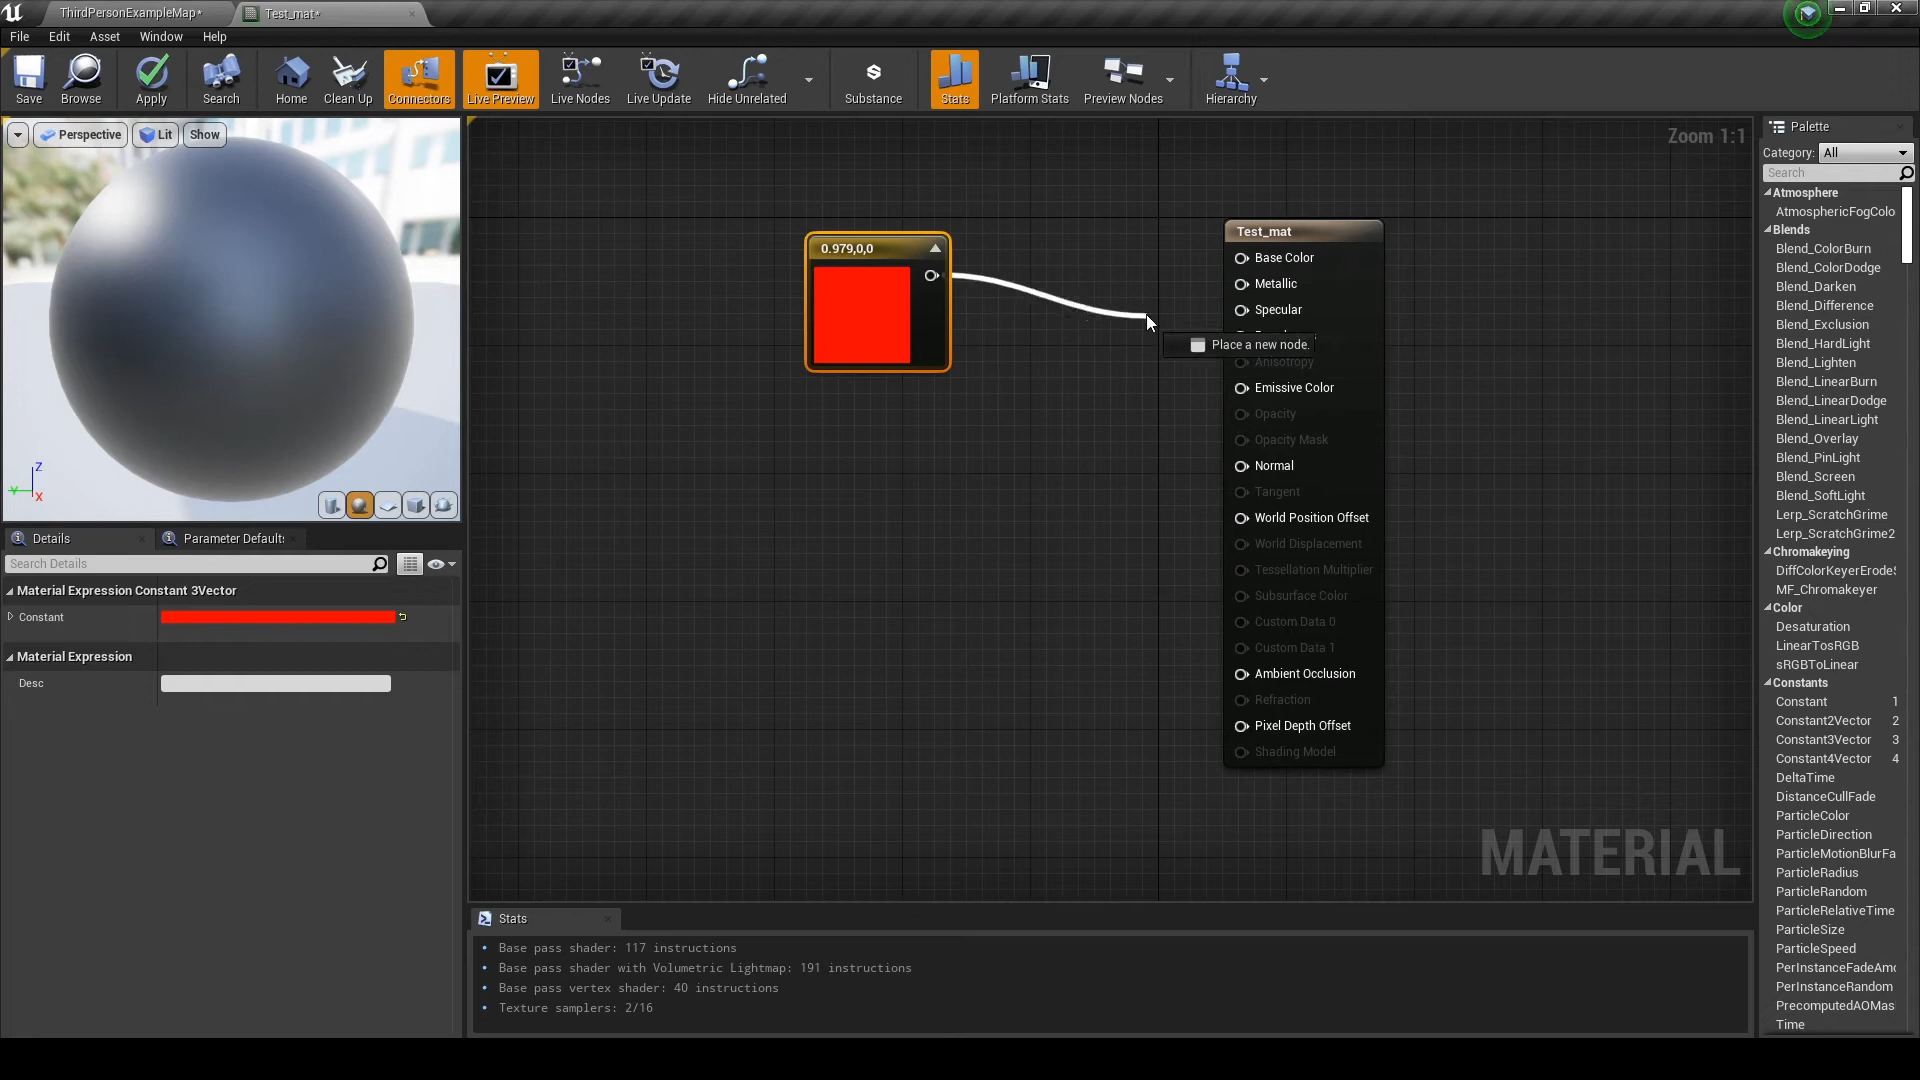 ThirdPersonExampleMap*
Test_mat*
File Edit Asset Window Help
Save Browse Apply Search Home Clean Up Connectors Live Preview Live Nodes Live Update Hide Unrelated Substance Stats Platform Stats Preview Nodes Hierarchy
Perspective Lit Show
Z
Y
X
Details
Parameter Defaults
Search Details
Material Expression Constant 3Vector
Constant
Material Expression
Desc
Zoom 1:1
0.979,0,0
Place a new node.
Test_mat
Base Color
Metallic
Specular
Anisotropy
Emissive Color
Opacity
Opacity Mask
Normal
Tangent
World Position Offset
World Displacement
Tessellation Multiplier
Subsurface Color
Custom Data 0
Custom Data 1
Ambient Occlusion
Refraction
Pixel Depth Offset
Shading Model
MATERIAL
Stats
• Base pass shader: 117 instructions
• Base pass shader with Volumetric Lightmap: 191 instructions
• Base pass vertex shader: 40 instructions
• Texture samplers: 2/16
Palette
Category: All
Search
Atmosphere
AtmosphericFogColo
Blends
Blend_ColorBurn
Blend_ColorDodge
Blend_Darken
Blend_Difference
Blend_Exclusion
Blend_HardLight
Blend_Lighten
Blend_LinearBurn
Blend_LinearDodge
Blend_LinearLight
Blend_Overlay
Blend_PinLight
Blend_Screen
Blend_SoftLight
Lerp_ScratchGrime
Lerp_ScratchGrime2
Chromakeying
DiffColorKeyerErodeS
MF_Chromakeyer
Color
Desaturation
LinearTosRGB
sRGBToLinear
Constants
Constant 1
Constant2Vector 2
Constant3Vector 3
Constant4Vector 4
DeltaTime
DistanceCullFade
ParticleColor
ParticleDirection
ParticleMotionBlurFa
ParticleRadius
ParticleRandom
ParticleRelativeTime
ParticleSize
ParticleSpeed
PerInstanceFadeAmo
PerInstanceRandom
PrecomputedAOMas
Time